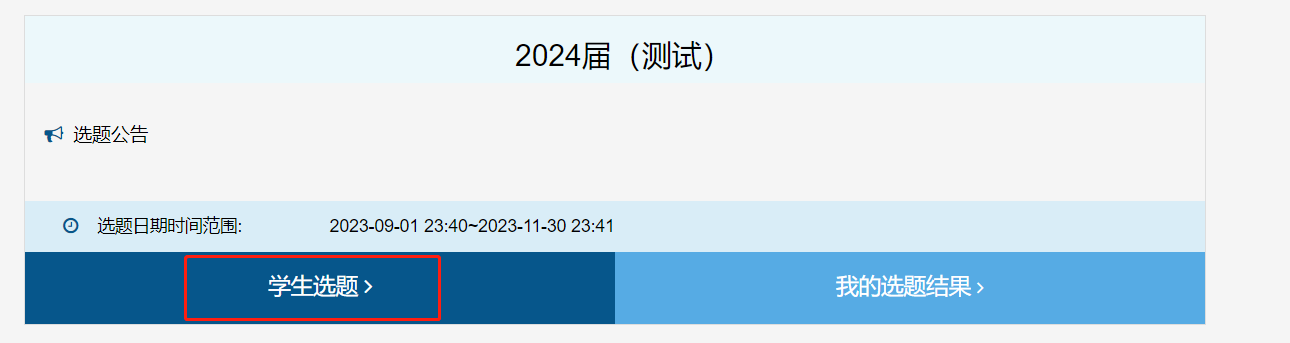 2024届（测试）
选题公告
选题日期时间范围: 2023-09-01 23:40~2023-11-30 23:41
学生选题 >
我的选题结果 >